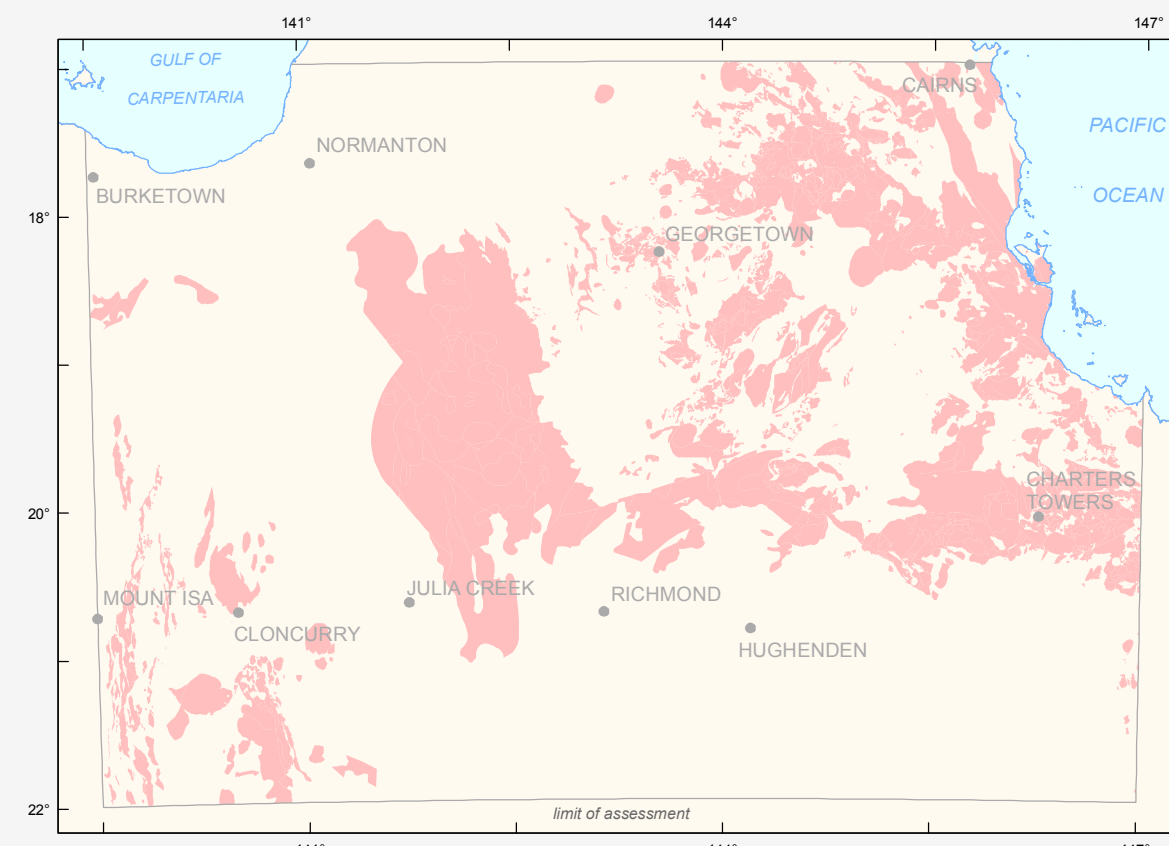 141°
144°
147°
GULF OF
CARPENTARIA
CAIRNS
PACIFIC
OCEAN
NORMANTON
BURKETOWN
18°
GEORGETOWN
CHARTERS
TOWERS
20°
MOUNT ISA
JULIA CREEK
RICHMOND
CLONCURRY
HUGHENDEN
22°
limit of assessment